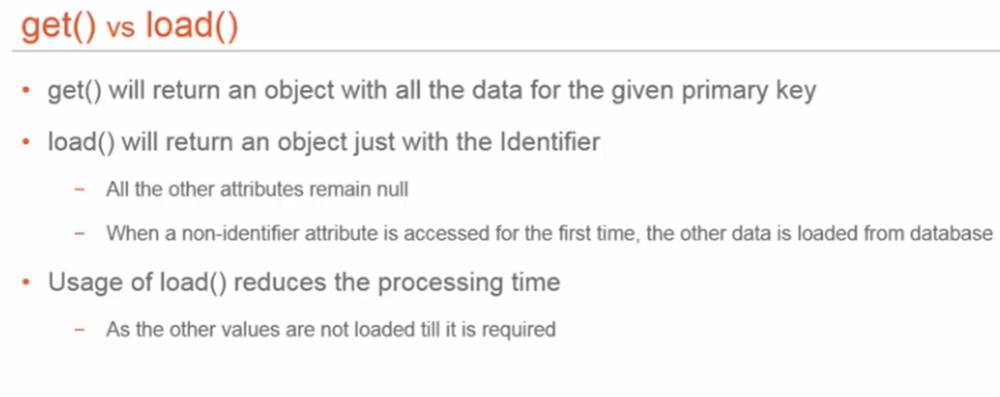 get() vs load()
• get() will return an object with all the data for the given primary key
• load() will return an object just with the Identifier
– All the other attributes remain null
– When a non-identifier attribute is accessed for the first time, the other data is loaded from database
• Usage of load() reduces the processing time
– As the other values are not loaded till it is required